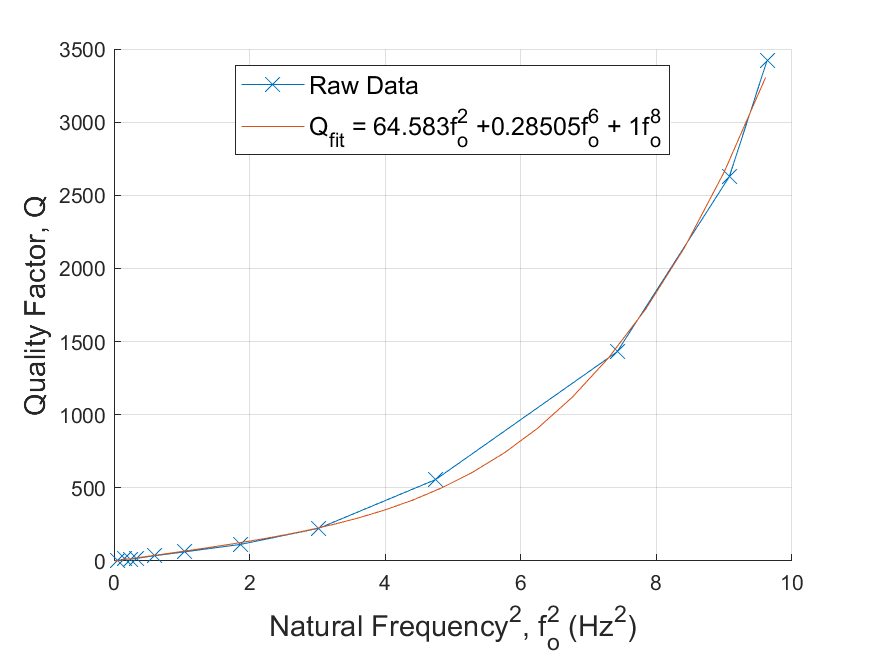 3500
3000
2500
2000
1500
1000
500
0
Quality Factor, Q
Raw Data
Q_fit = 64.583f_o^2 +0.28505f_o^6 + 1f_o^8
0 2 4 6 8 10
Natural Frequency^2, f_o^2 (Hz^2)